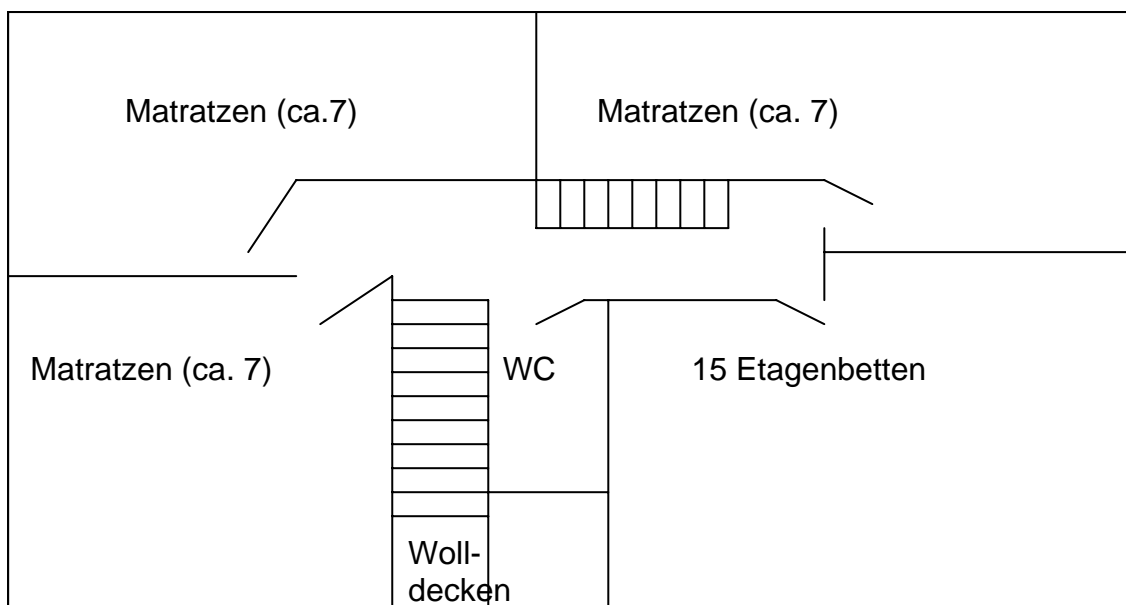 Matratzen (ca.7)
Matratzen (ca. 7)
Matratzen (ca. 7)
WC
15 Etagenbetten
Woll-
decken